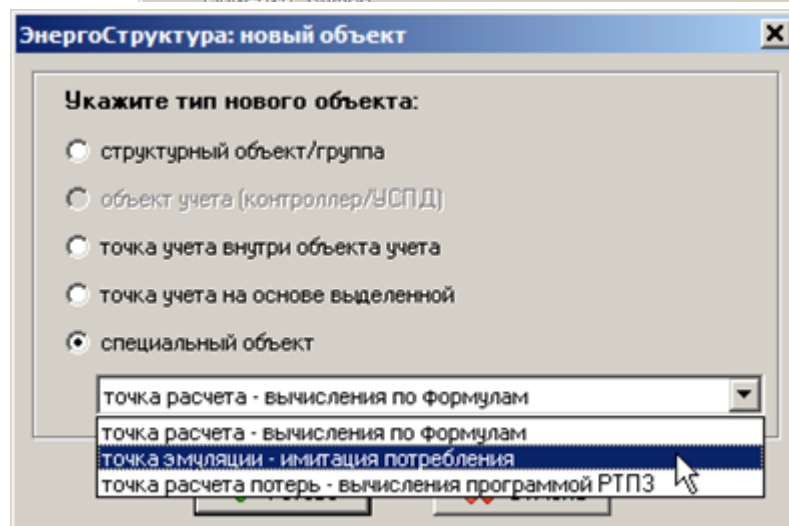 ЭнергоСтруктура: новый объект
Укажите тип нового объекта:
структурный объект/группа
объект учета (контроллер/УСПД)
точка учета внутри объекта учета
точка учета на основе выделенной
специальный объект
точка расчета - вычисления по формулам
точка расчета - вычисления по формулам
точка эмуляции - имитация потребления
точка расчета потерь - вычисления программой РТПЗ